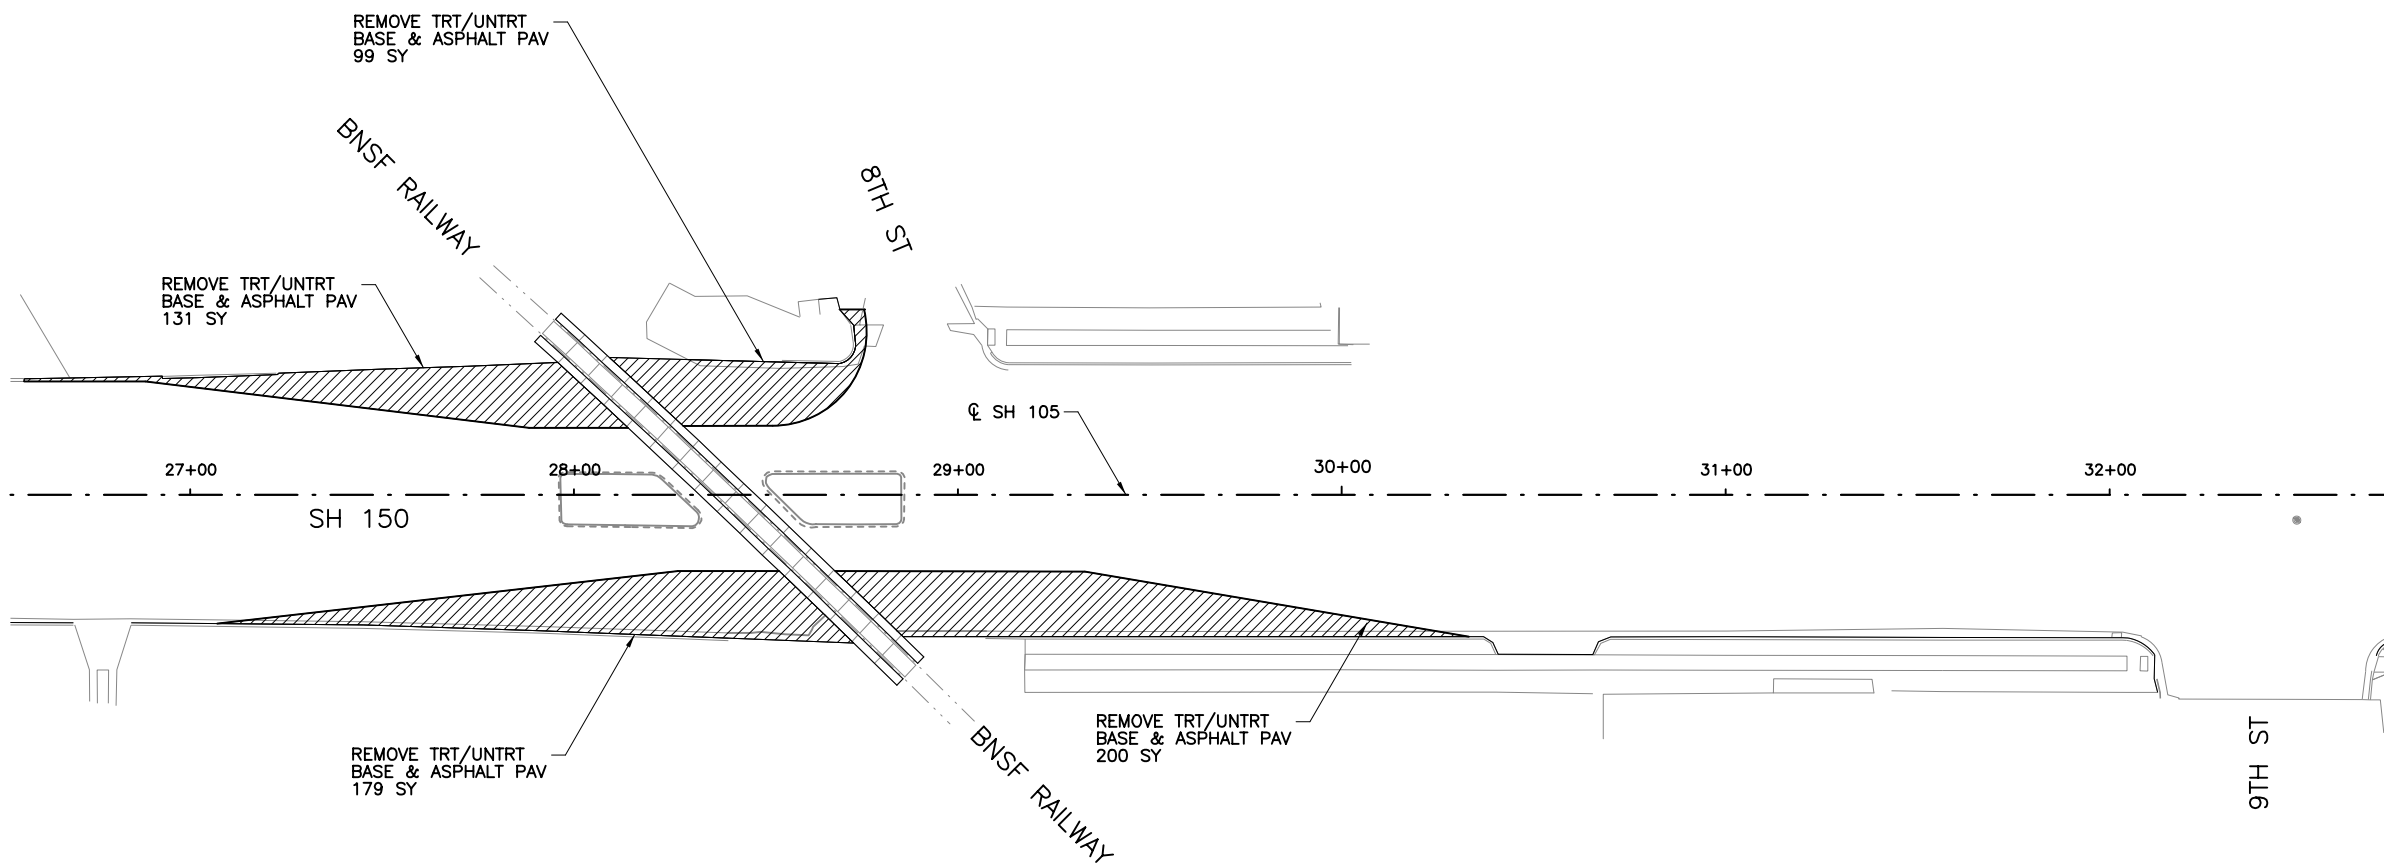 REMOVE TRT/UNTRT
BASE & ASPHALT PAV
99 SY
BNSF RAILWAY
8TH ST
REMOVE TRT/UNTRT
BASE & ASPHALT PAV
131 SY
℄ SH 105
27+00
28+00
29+00
30+00
31+00
32+00
SH 150
REMOVE TRT/UNTRT
BASE & ASPHALT PAV
200 SY
REMOVE TRT/UNTRT
BASE & ASPHALT PAV
179 SY
BNSF RAILWAY
9TH ST